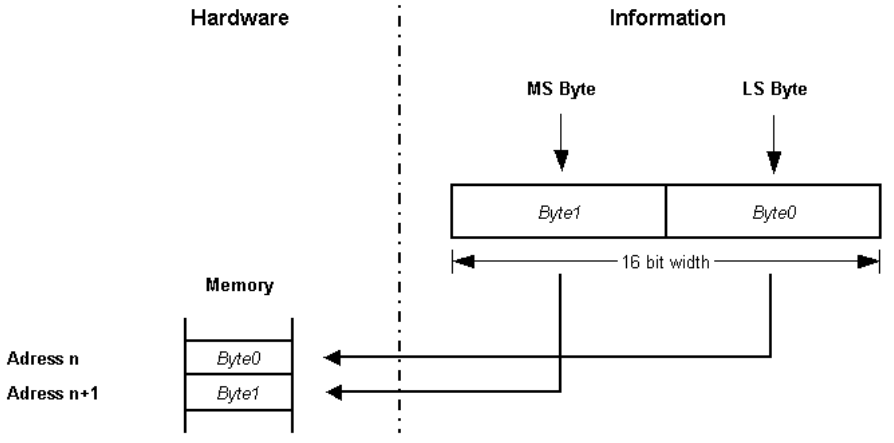 Hardware
Information
MS Byte
LS Byte
Byte1
Byte0
16 bit width
Memory
Adress n
Byte0
Adress n+1
Byte1